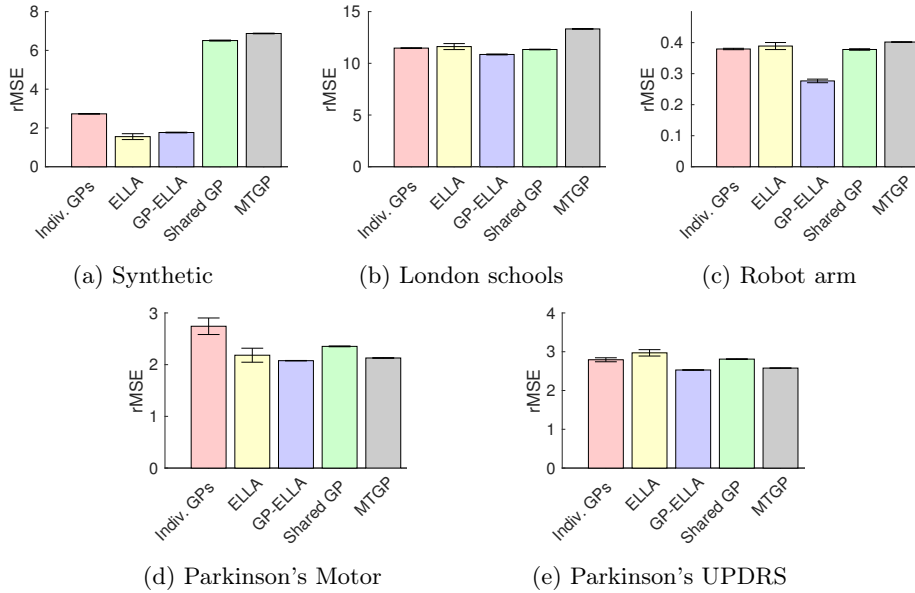 8
6
4
2
0
rMSE
Indiv. GPs
ELLA
GP-ELLA
Shared GP
MTGP
(a) Synthetic
15
10
5
0
rMSE
Indiv. GPs
ELLA
GP-ELLA
Shared GP
MTGP
(b) London schools
0.4
0.3
0.2
0.1
0
rMSE
Indiv. GPs
ELLA
GP-ELLA
Shared GP
MTGP
(c) Robot arm
3
2
1
0
rMSE
Indiv. GPs
ELLA
GP-ELLA
Shared GP
MTGP
(d) Parkinson's Motor
4
3
2
1
0
rMSE
Indiv. GPs
ELLA
GP-ELLA
Shared GP
MTGP
(e) Parkinson's UPDRS